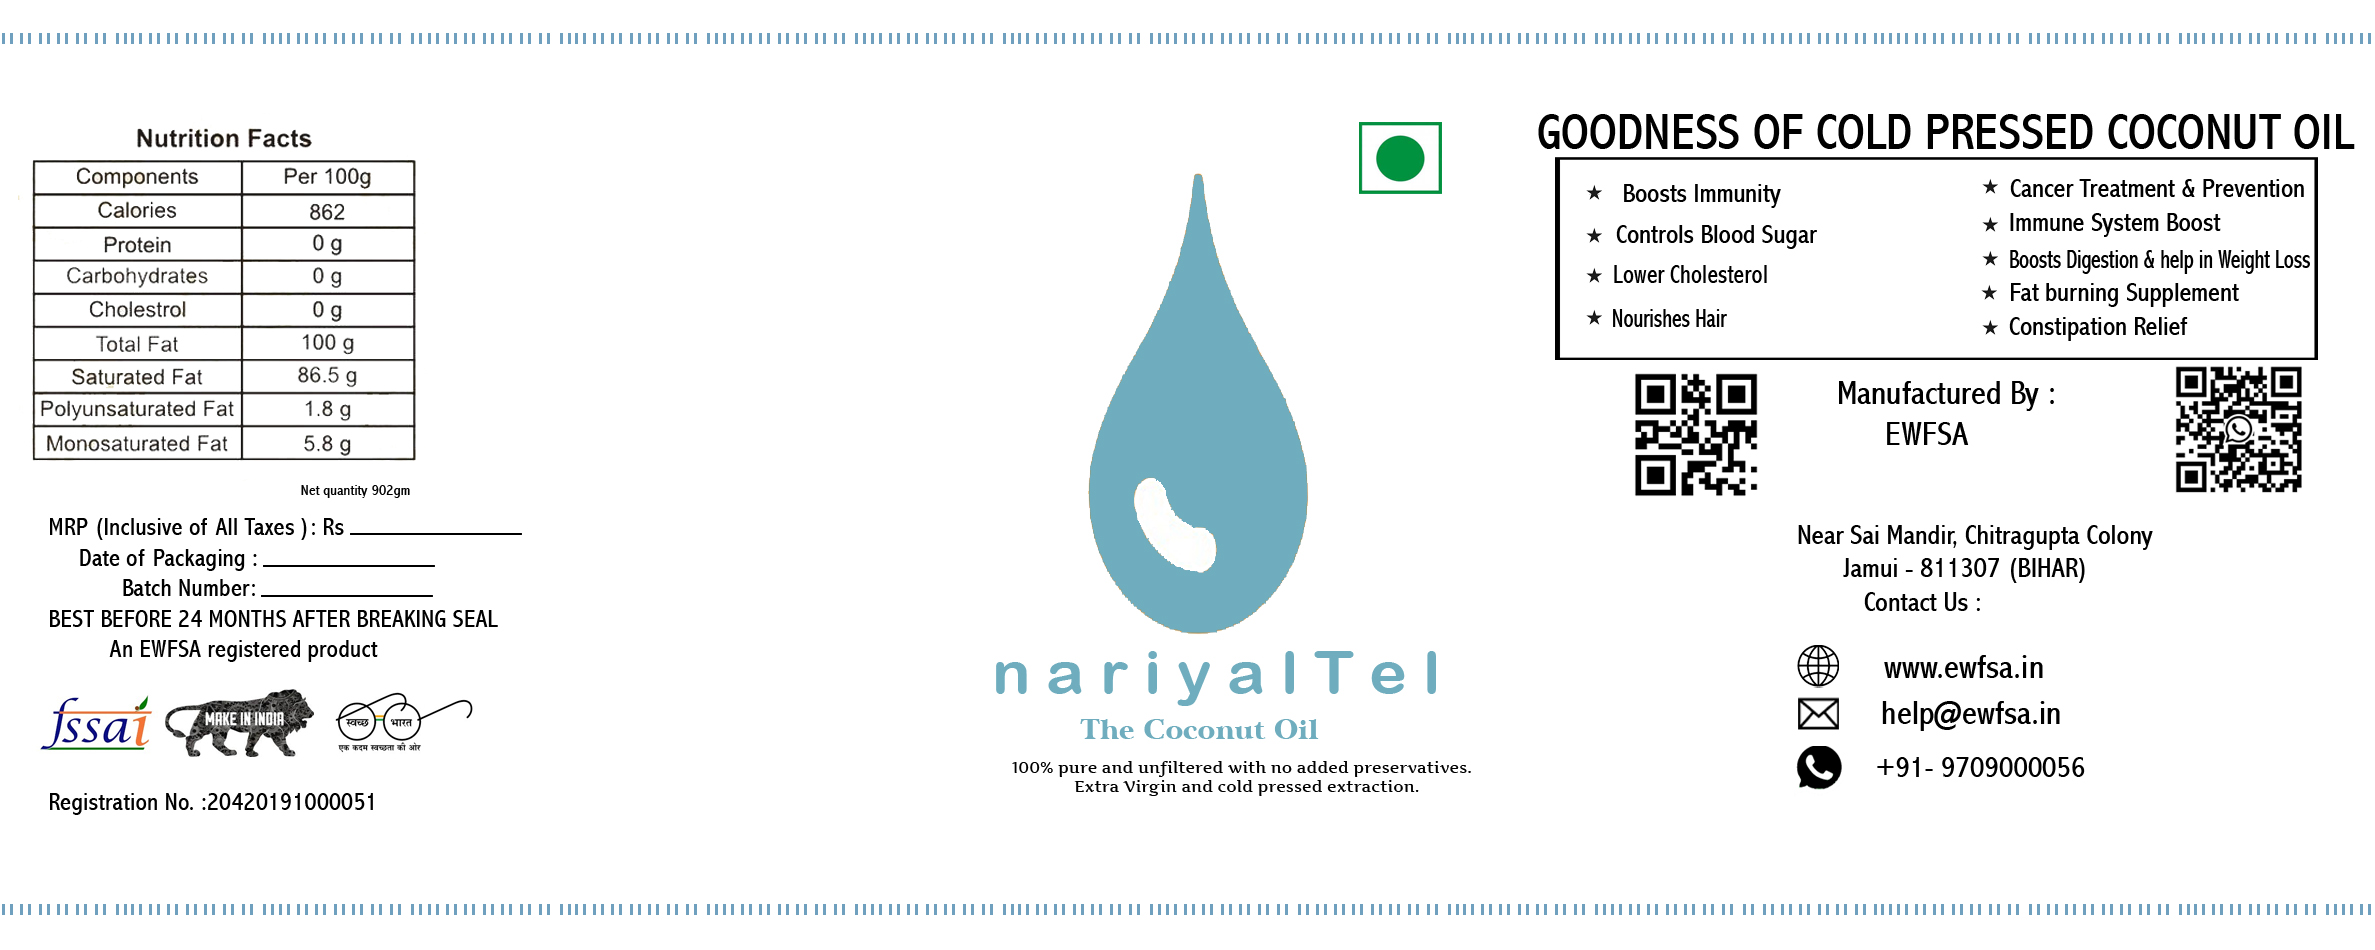 Nutrition Facts
Components Per 100g
Calories 862
Protein 0 g
Carbohydrates 0 g
Cholestrol 0 g
Total Fat 100 g
Saturated Fat 86.5 g
Polyunsaturated Fat 1.8 g
Monosaturated Fat 5.8 g
Net quantity 902gm
MRP (Inclusive of All Taxes ) : Rs
Date of Packaging :
Batch Number:
BEST BEFORE 24 MONTHS AFTER BREAKING SEAL
An EWFSA registered product
fssai
MAKE IN INDIA
स्वच्छ भारत
एक कदम स्वच्छता की ओर
Registration No. :20420191000051
nariyalTel
The Coconut Oil
100% pure and unfiltered with no added preservatives.
Extra Virgin and cold pressed extraction.
GOODNESS OF COLD PRESSED COCONUT OIL
★ Boosts Immunity
★ Controls Blood Sugar
★ Lower Cholesterol
★ Nourishes Hair
★ Cancer Treatment & Prevention
★ Immune System Boost
★ Boosts Digestion & help in Weight Loss
★ Fat burning Supplement
★ Constipation Relief
Manufactured By :
EWFSA
Near Sai Mandir, Chitragupta Colony
Jamui - 811307 (BIHAR)
Contact Us :
www.ewfsa.in
help@ewfsa.in
+91- 9709000056